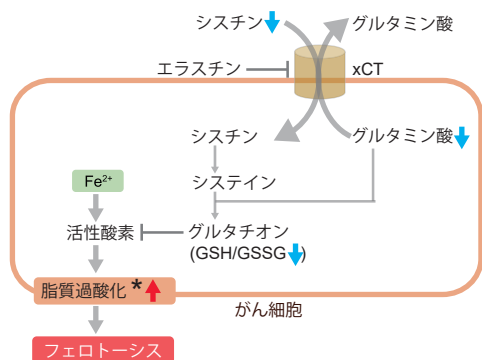 シスチン
グルタミン酸
エラスチン
xCT
シスチン
グルタミン酸
Fe²⁺
システイン
活性酸素
グルタチオン
(GSH/GSSG)
脂質過酸化 *
がん細胞
フェロトーシス